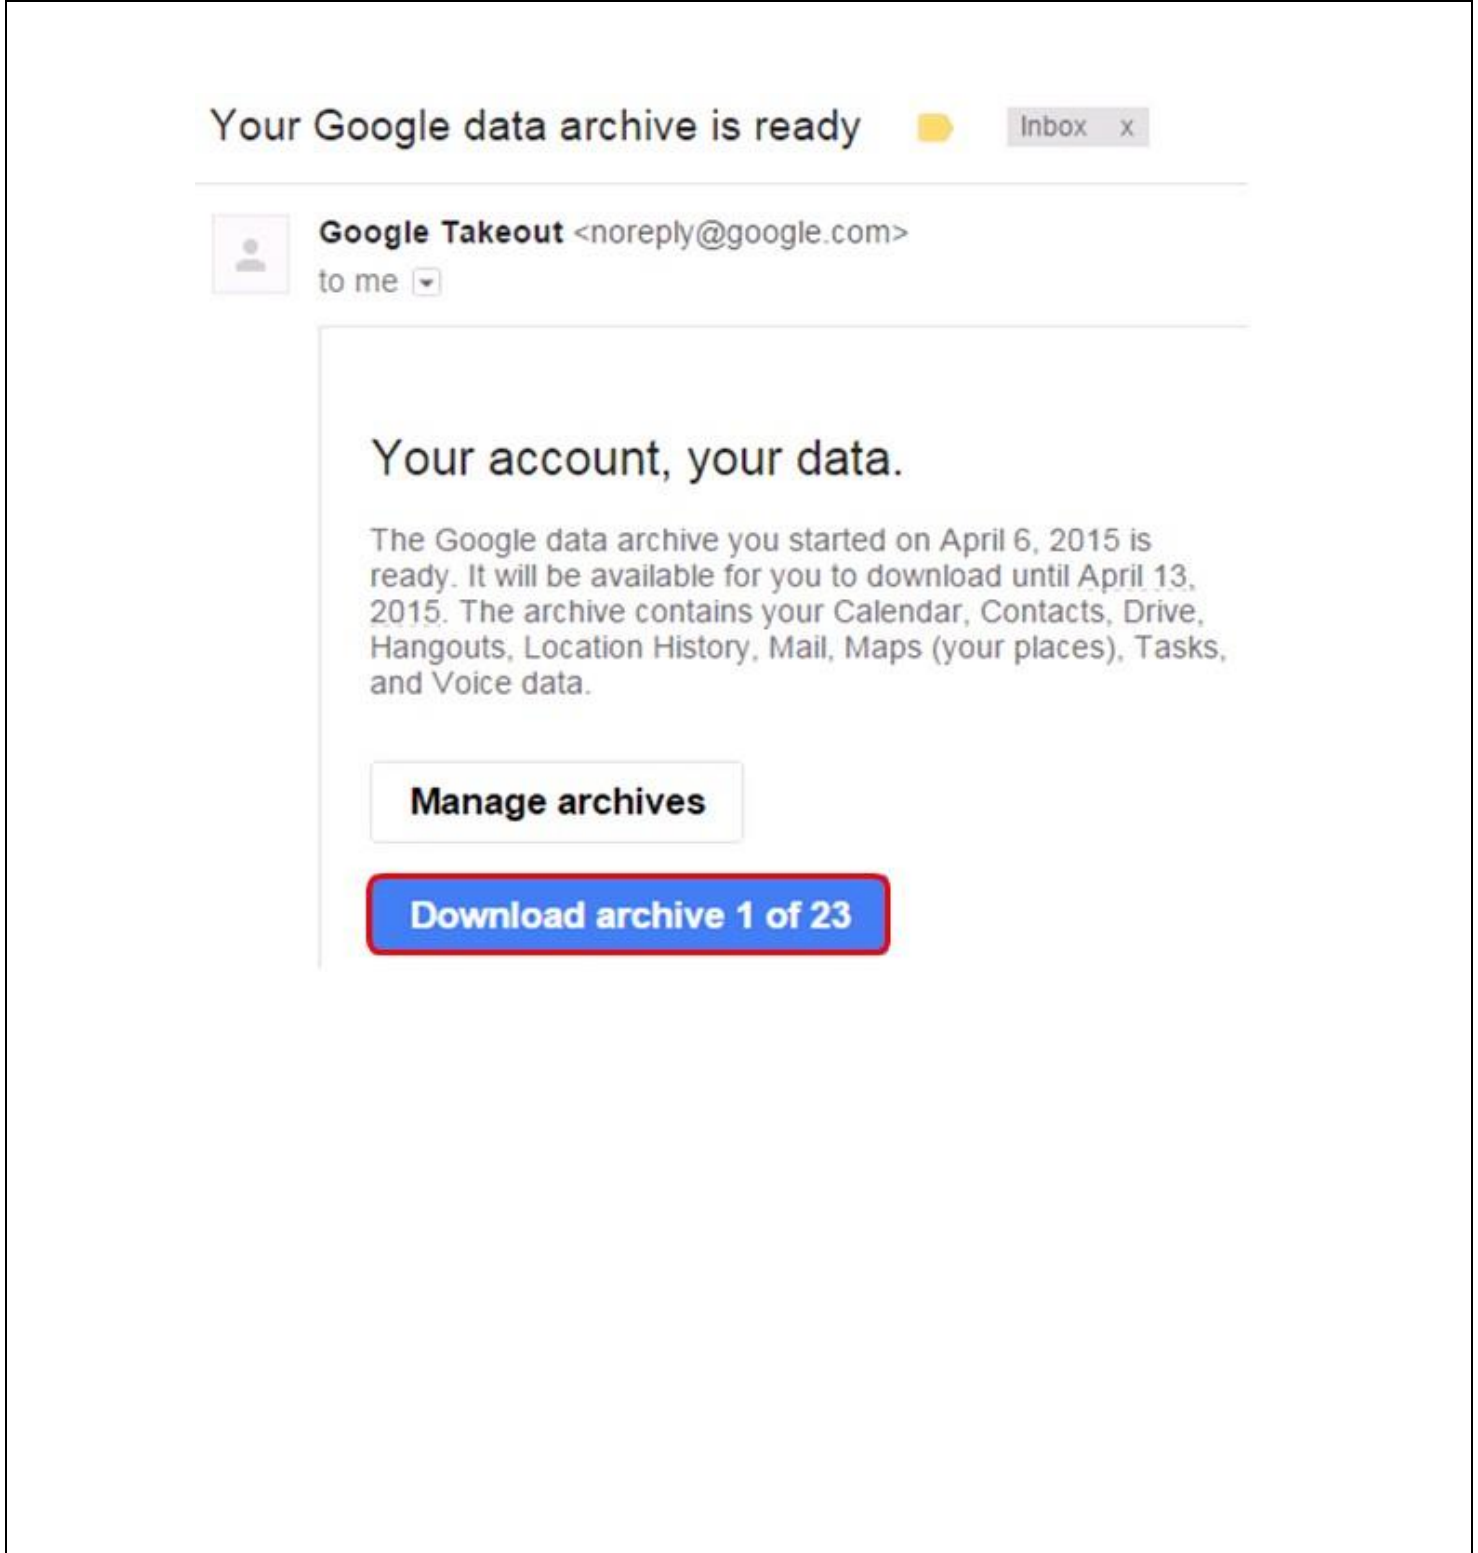 Your Google data archive is ready Inbox x
Google Takeout <noreply@google.com>
to me
Your account, your data.
The Google data archive you started on April 6, 2015 is
ready. It will be available for you to download until April 13,
2015. The archive contains your Calendar, Contacts, Drive,
Hangouts, Location History, Mail, Maps (your places), Tasks,
and Voice data.
Manage archives
Download archive 1 of 23